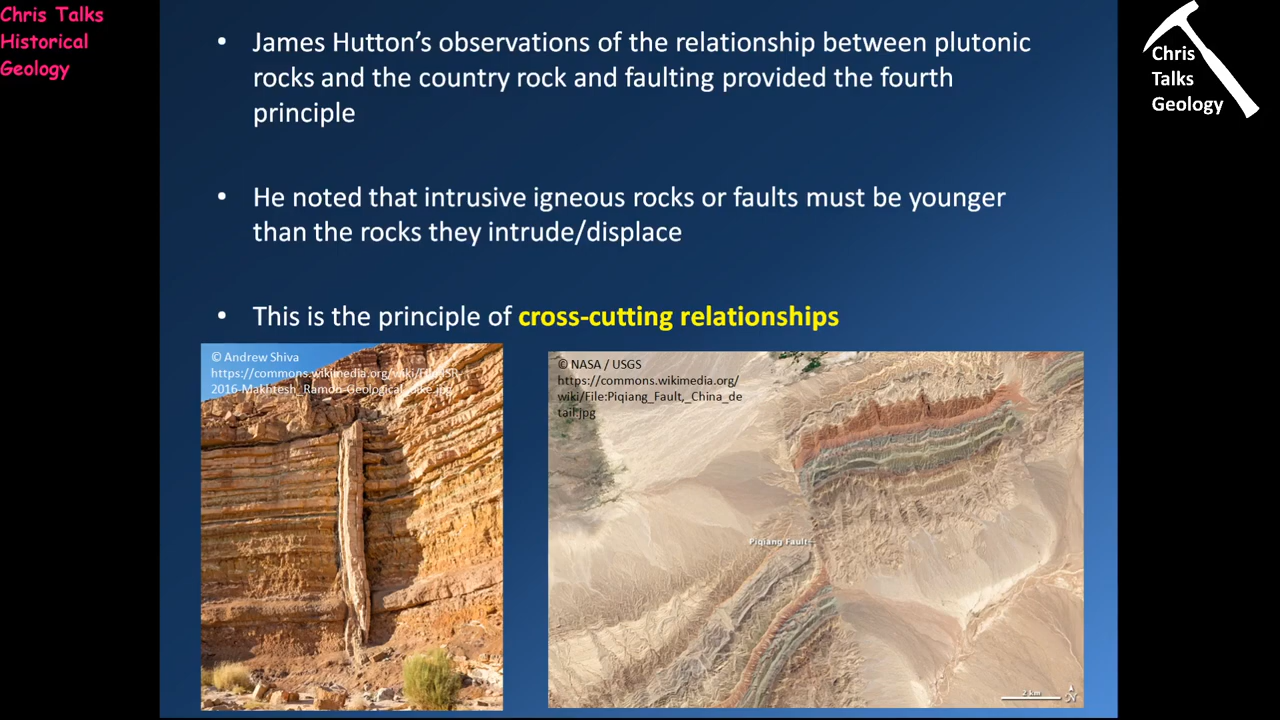 Chris Talks
Historical
Geology
Chris
Talks
Geology
• James Hutton's observations of the relationship between plutonic
rocks and the country rock and faulting provided the fourth
principle
• He noted that intrusive igneous rocks or faults must be younger
than the rocks they intrude/displace
• This is the principle of cross-cutting relationships
© Andrew Shiva
https://commons.wikimedia.org/wiki/File:ISR-
2016-Makhtesh_Ramon-Geological_dike.jpg
© NASA / USGS
https://commons.wikimedia.org/
wiki/File:Piqiang_Fault,_China_de
tail.jpg
Piqiang Fault
2 km
N